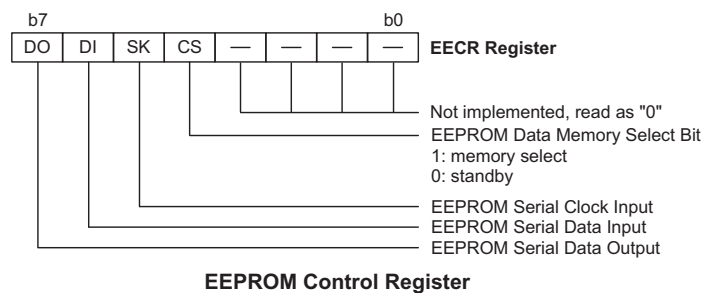 b7 b0
DO DI SK CS — — — — EECR Register
Not implemented, read as "0"
EEPROM Data Memory Select Bit
1: memory select
0: standby
EEPROM Serial Clock Input
EEPROM Serial Data Input
EEPROM Serial Data Output
EEPROM Control Register